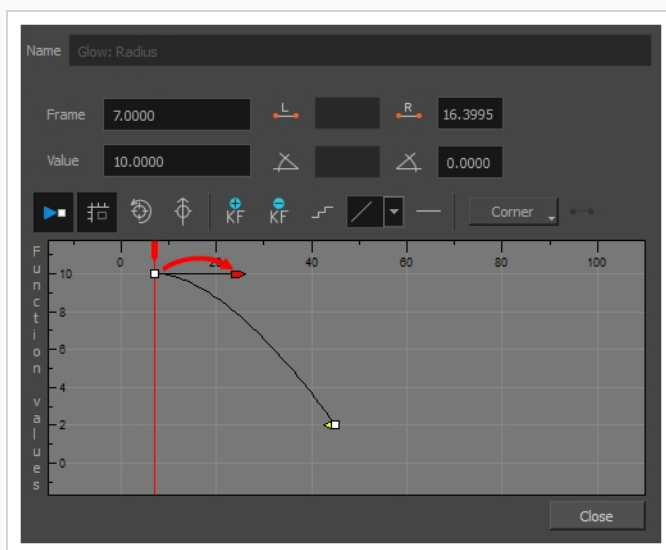 Name Glow: Radius
Frame 7.0000 L R 16.3995
Value 10.0000 0.0000
KF KF Corner
Function values
0 20 40 60 80 100
10
8
6
4
2
0
Close